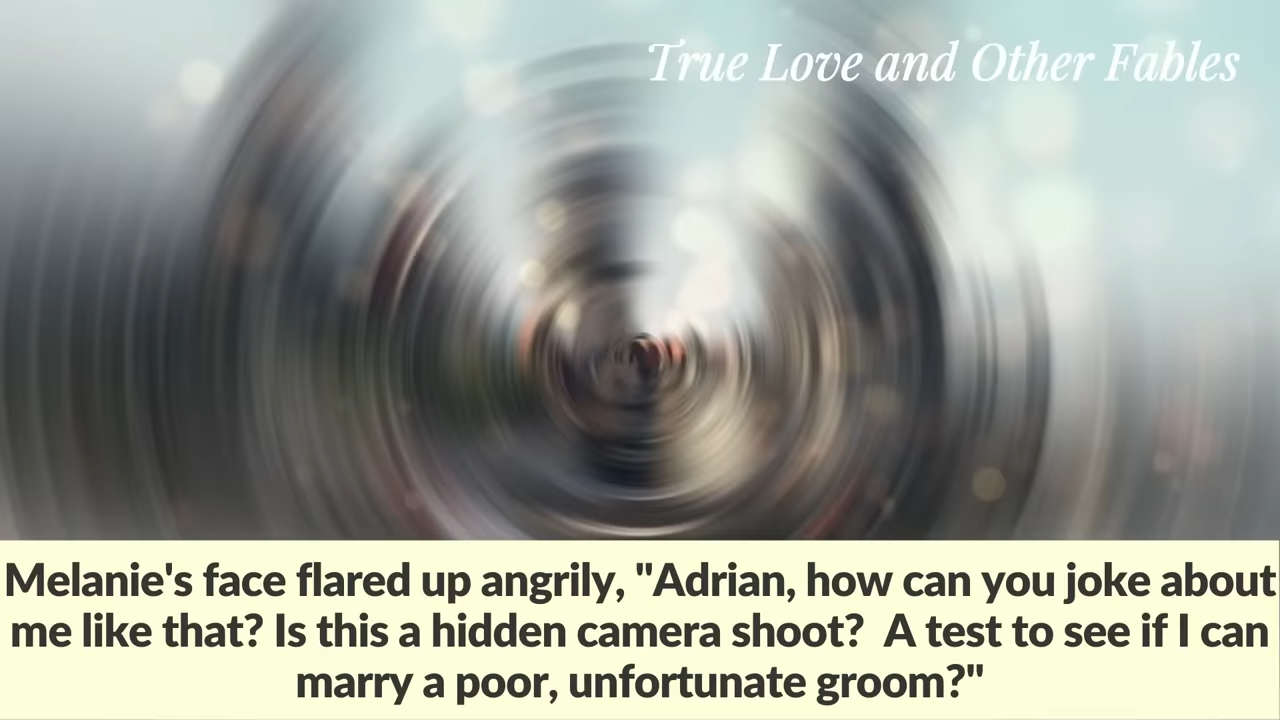 True Love and Other Fables
Melanie's face flared up angrily, "Adrian, how can you joke about
me like that? Is this a hidden camera shoot?  A test to see if I can
marry a poor, unfortunate groom?"